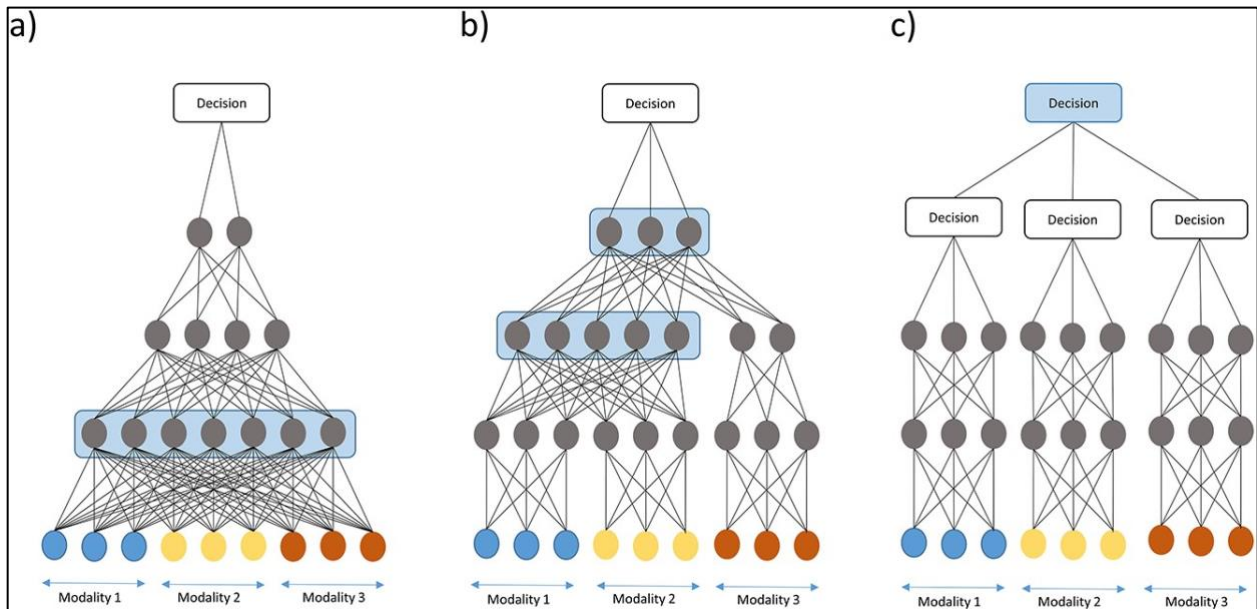 a)
b)
c)
Decision
Decision
Decision
Decision
Decision
Decision
Modality 1
Modality 2
Modality 3
Modality 1
Modality 2
Modality 3
Modality 1
Modality 2
Modality 3